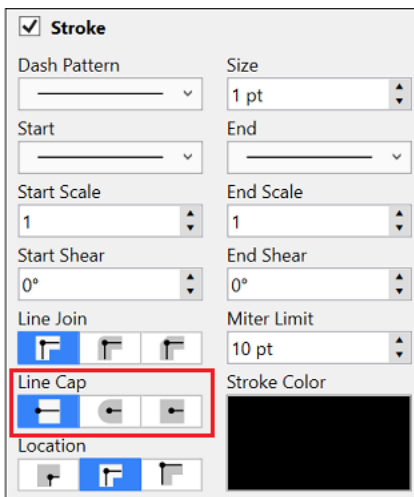 Stroke
Dash Pattern Size
1 pt
Start End
Start Scale End Scale
1 1
Start Shear End Shear
0° 0°
Line Join Miter Limit
10 pt
Line Cap Stroke Color
Location